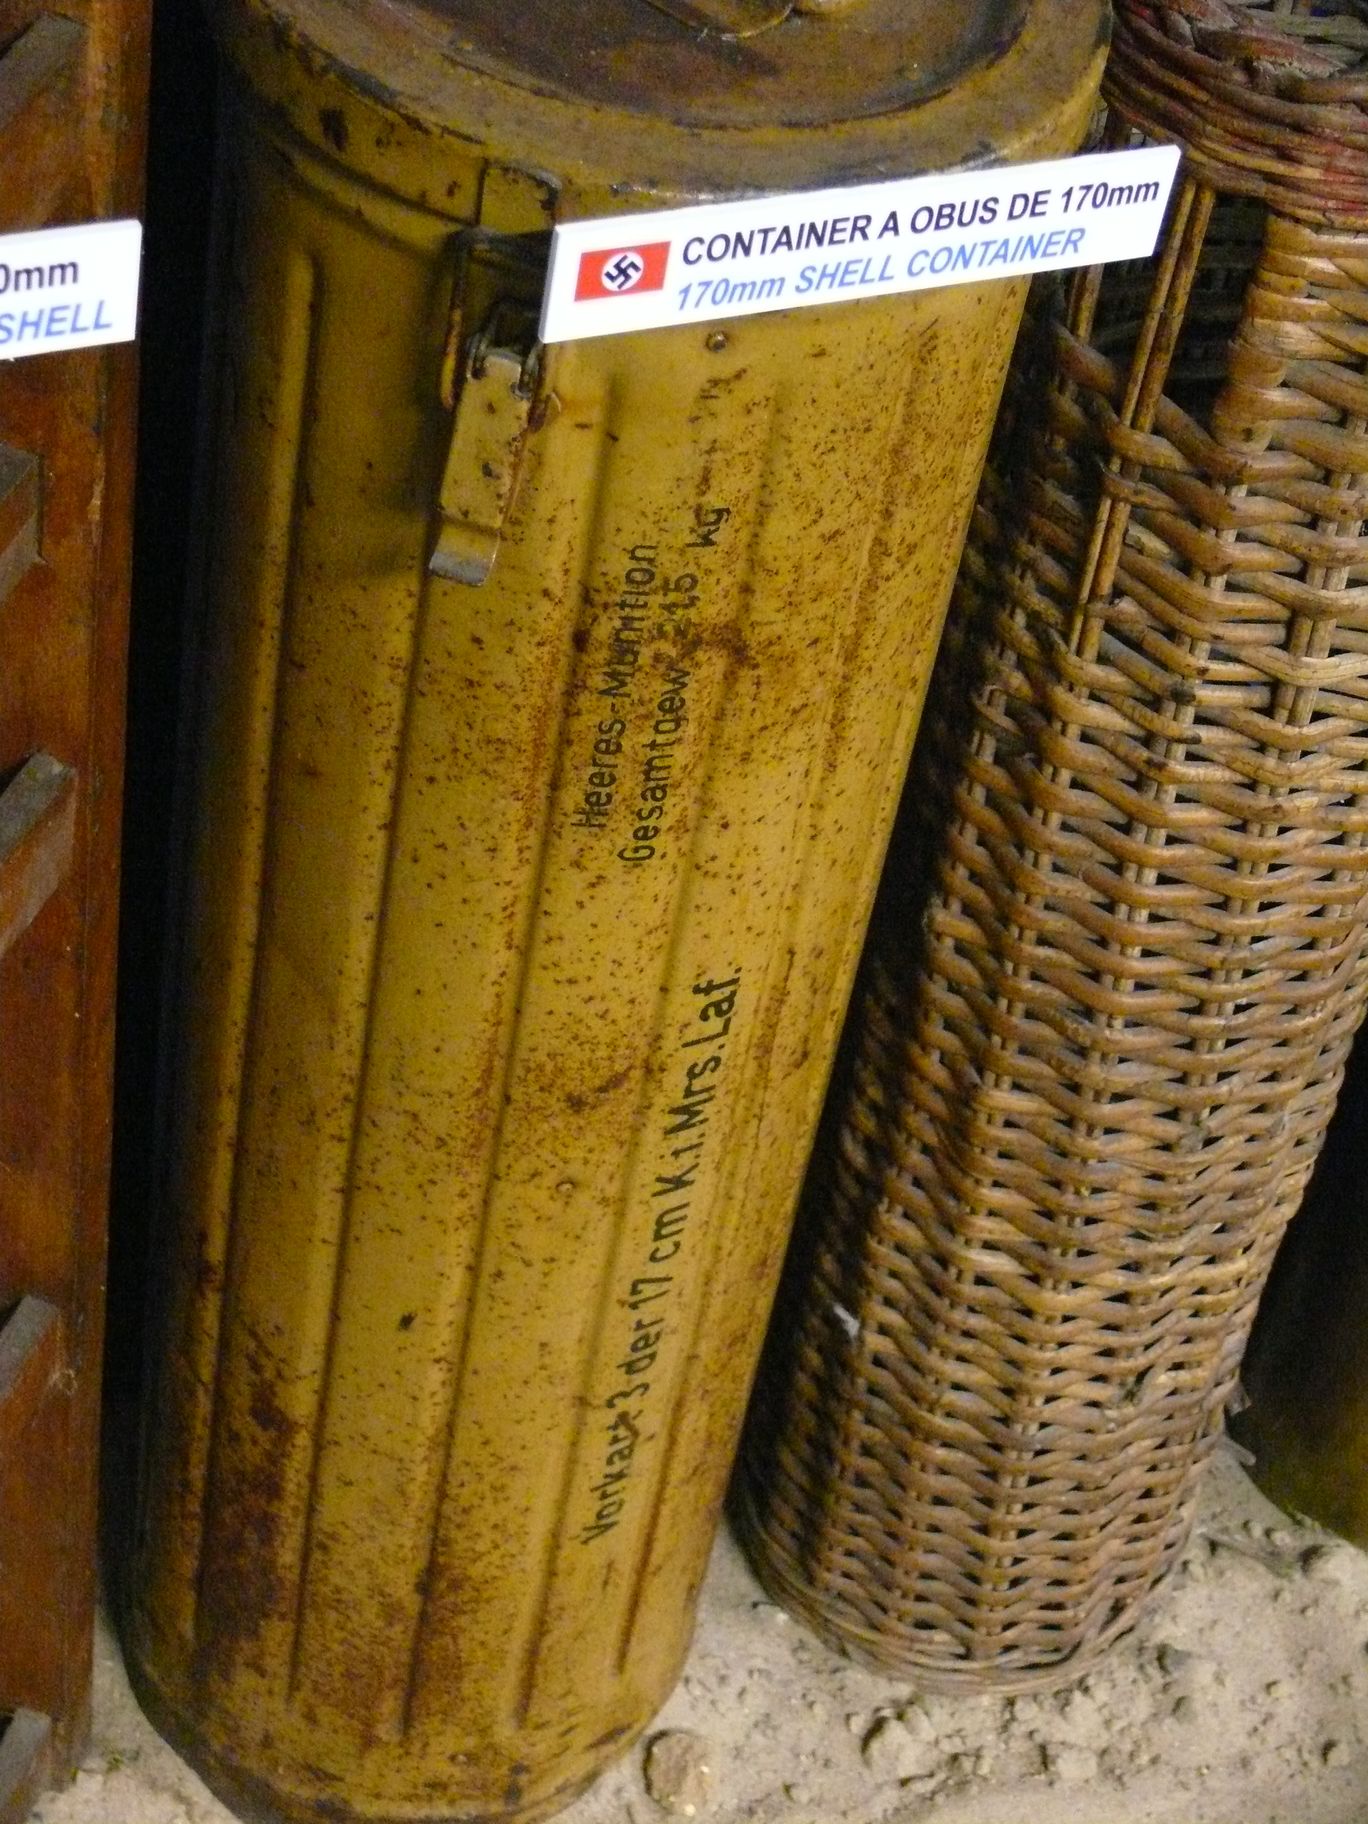 0mm
SHELL
CONTAINER A OBUS DE 170mm
170mm SHELL CONTAINER
Heeres-Munition
Gesamtgew. 215 kg
Vorkart 3 der 17 cm K.i.Mrs.Laf.